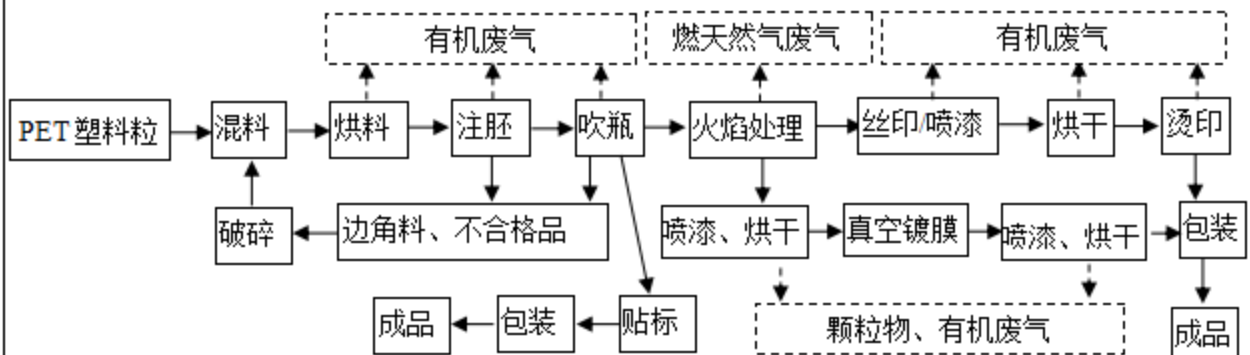 有机废气
燃天然气废气
有机废气
PET塑料粒
混料
烘料
注胚
吹瓶
火焰处理
丝印/喷漆
烘干
烫印
破碎
边角料、不合格品
喷漆、烘干
真空镀膜
喷漆、烘干
包装
成品
包装
贴标
颗粒物、有机废气
成品